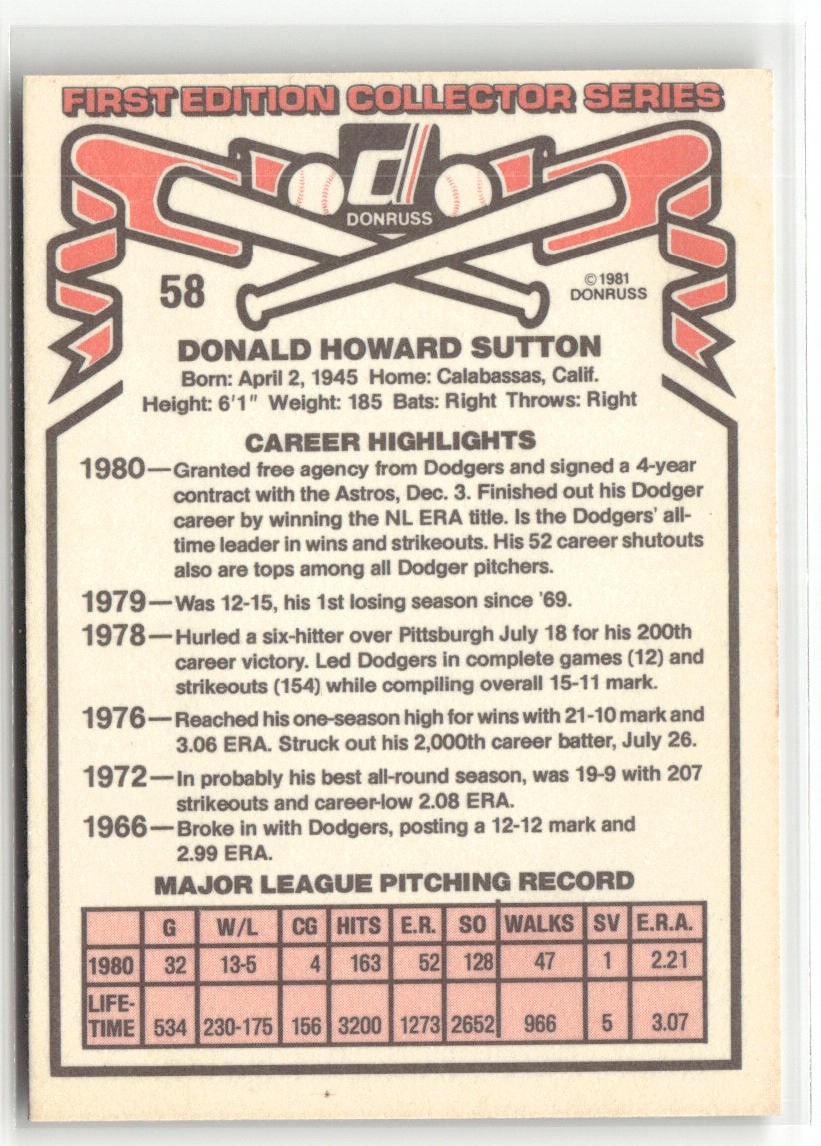 FIRST EDITION COLLECTOR SERIES
d
DONRUSS
58
©1981
DONRUSS
DONALD HOWARD SUTTON
Born: April 2, 1945 Home: Calabassas, Calif.
Height: 6'1" Weight: 185 Bats: Right Throws: Right
CAREER HIGHLIGHTS
1980—Granted free agency from Dodgers and signed a 4-year
contract with the Astros, Dec. 3. Finished out his Dodger
career by winning the NL ERA title. Is the Dodgers' all-
time leader in wins and strikeouts. His 52 career shutouts
also are tops among all Dodger pitchers.
1979—Was 12-15, his 1st losing season since '69.
1978—Hurled a six-hitter over Pittsburgh July 18 for his 200th
career victory. Led Dodgers in complete games (12) and
strikeouts (154) while compiling overall 15-11 mark.
1976—Reached his one-season high for wins with 21-10 mark and
3.06 ERA. Struck out his 2,000th career batter, July 26.
1972—In probably his best all-round season, was 19-9 with 207
strikeouts and career-low 2.08 ERA.
1966—Broke in with Dodgers, posting a 12-12 mark and
2.99 ERA.
MAJOR LEAGUE PITCHING RECORD
G W/L CG HITS E.R. SO WALKS SV E.R.A.
1980 32 13-5 4 163 52 128 47 1 2.21
LIFE-
TIME 534 230-175 156 3200 1273 2652 966 5 3.07